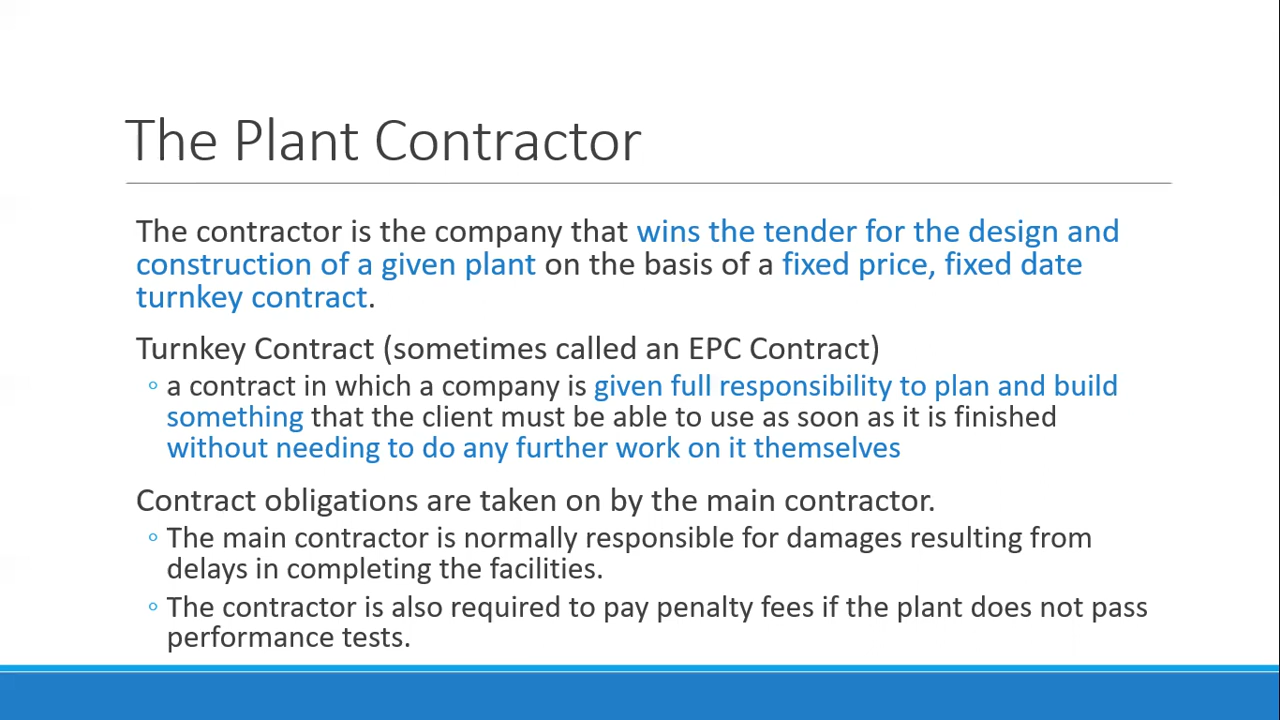 The Plant Contractor
The contractor is the company that wins the tender for the design and
construction of a given plant on the basis of a fixed price, fixed date
turnkey contract.
Turnkey Contract (sometimes called an EPC Contract)
◦ a contract in which a company is given full responsibility to plan and build
something that the client must be able to use as soon as it is finished
without needing to do any further work on it themselves
Contract obligations are taken on by the main contractor.
◦ The main contractor is normally responsible for damages resulting from
delays in completing the facilities.
◦ The contractor is also required to pay penalty fees if the plant does not pass
performance tests.